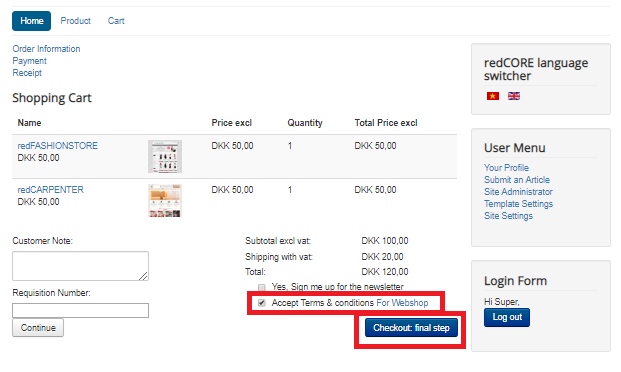 Home Product Cart
Order Information
Payment
Receipt
Shopping Cart
Name Price excl Quantity Total Price excl
redFASHIONSTORE DKK 50,00 1 DKK 50,00
DKK 50,00
redCARPENTER DKK 50,00 1 DKK 50,00
DKK 50,00
Customer Note:
Requisition Number:
Continue
Subtotal excl vat: DKK 100,00
Shipping with vat: DKK 20,00
Total: DKK 120,00
Yes, Sign me up for the newsletter
Accept Terms & conditions For Webshop
Checkout: final step
redCORE language
switcher
User Menu
Your Profile
Submit an Article
Site Administrator
Template Settings
Site Settings
Login Form
Hi Super,
Log out